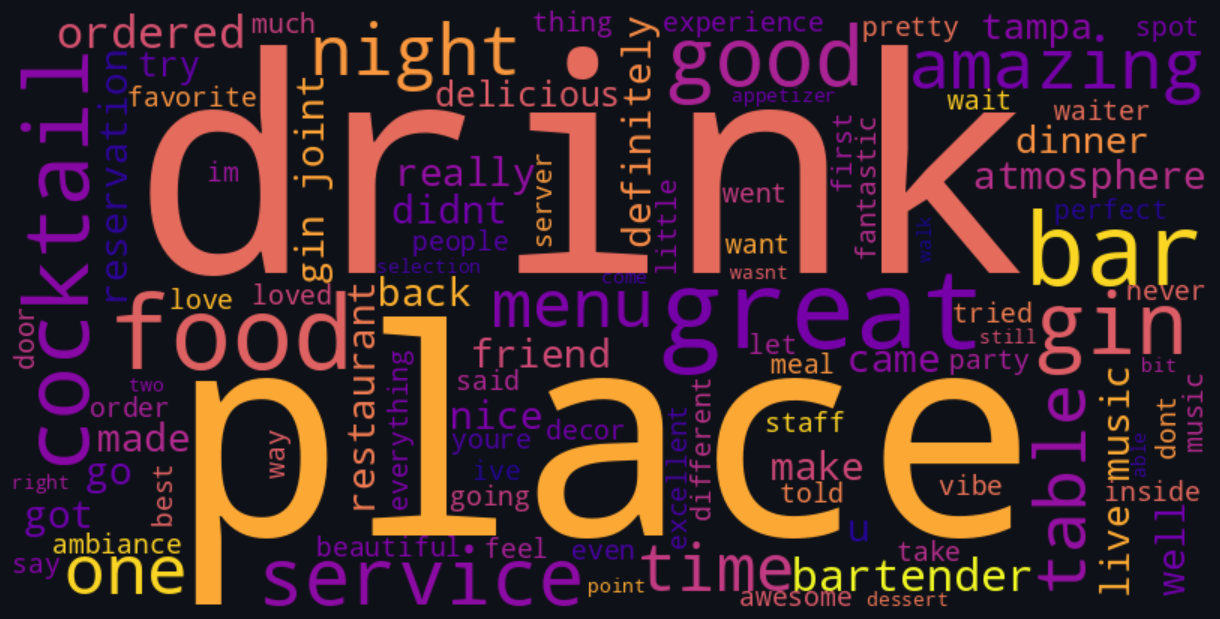 ordered
much
night
thing
definitely
experience
good
pretty
tampa
spot
cocktail
reservation
try
favorite
drink
delicious
appetizer
amazing
wait
waiter
dinner
atmosphere
gin joint
im
really
didnt
people
selection
server
little
went
want
wasnt
come
first
fantastic
walk
perfect
bar
never
door
love
loved
food
back
menu
great
let
tried
still
gin
bit
friend
restaurant
everything
said
nice
youre
decor
ive
going
meal
came
party
two
order
made
go
right
best
way
place
excellent
different
staff
make
told
vibe
table
live music
dont
able
music
inside
well
got
ambiance
say
one
beautiful
feel
even
u
take
service
point
time
bartender
awesome
dessert